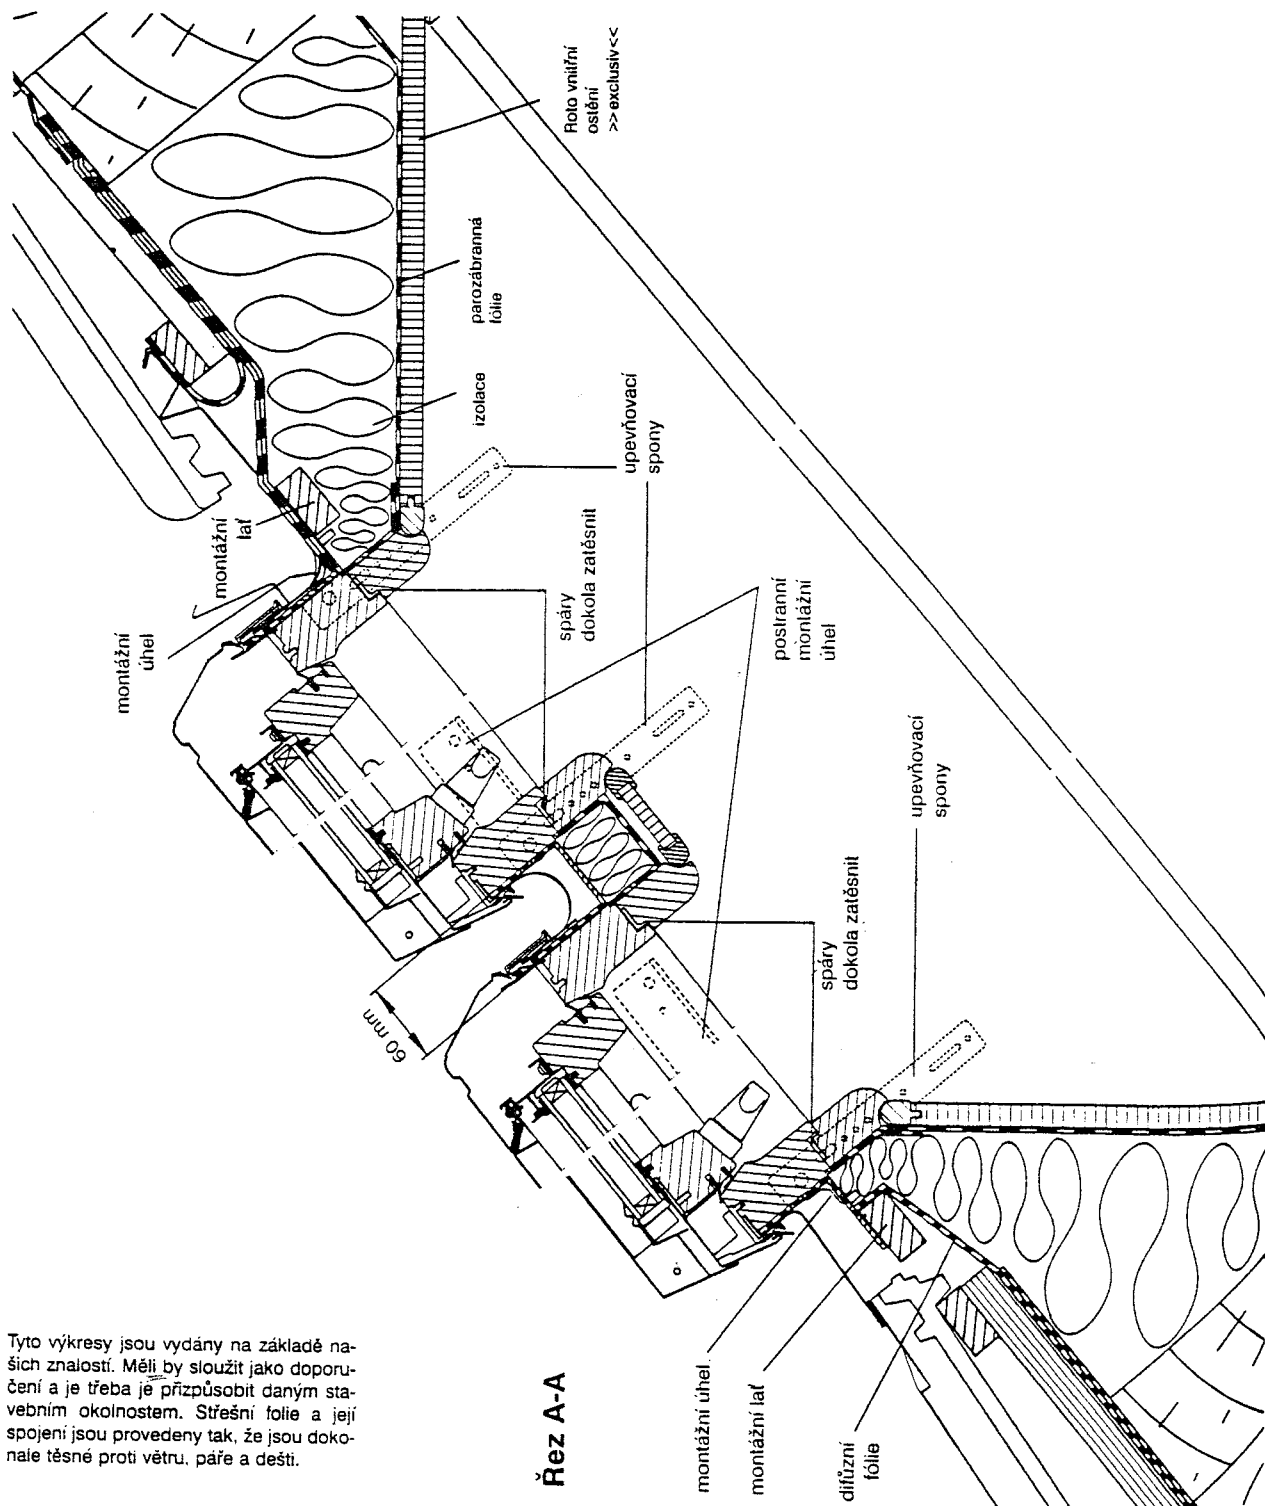 Roto vnitřní
ostění
>>exclusiv<<
parozábranná
fólie
izolace
upevňovací
spony
montážní
lať
montážní
úhel
spáry
dokola zatěsnit
postranní
montážní
úhel
upevňovací
spony
spáry
dokola zatěsnit
60 mm
Tyto výkresy jsou vydány na základě na-
šich znalostí. Měli by sloužit jako doporu-
čení a je třeba je přizpůsobit daným sta-
vebním okolnostem. Střešní folie a její
spojení jsou provedeny tak, že jsou doko-
nale těsné proti větru, páře a dešti.
Řez A-A
montážní úhel
montážní lať
difůzní
fólie